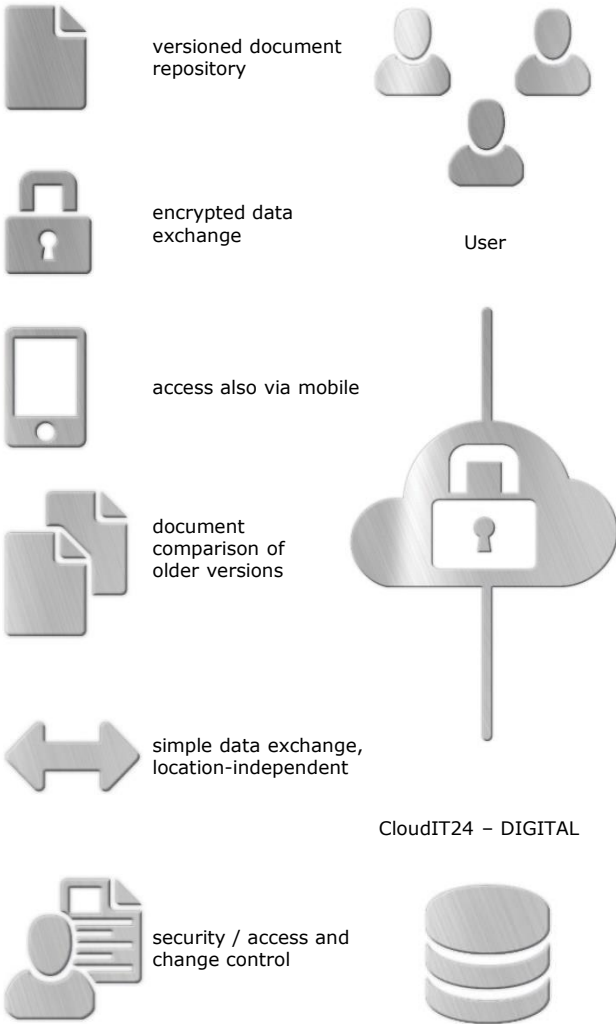 versioned document
repository
encrypted data
exchange
access also via mobile
document
comparison of
older versions
simple data exchange,
location-independent
security / access and
change control
User
CloudIT24 – DIGITAL